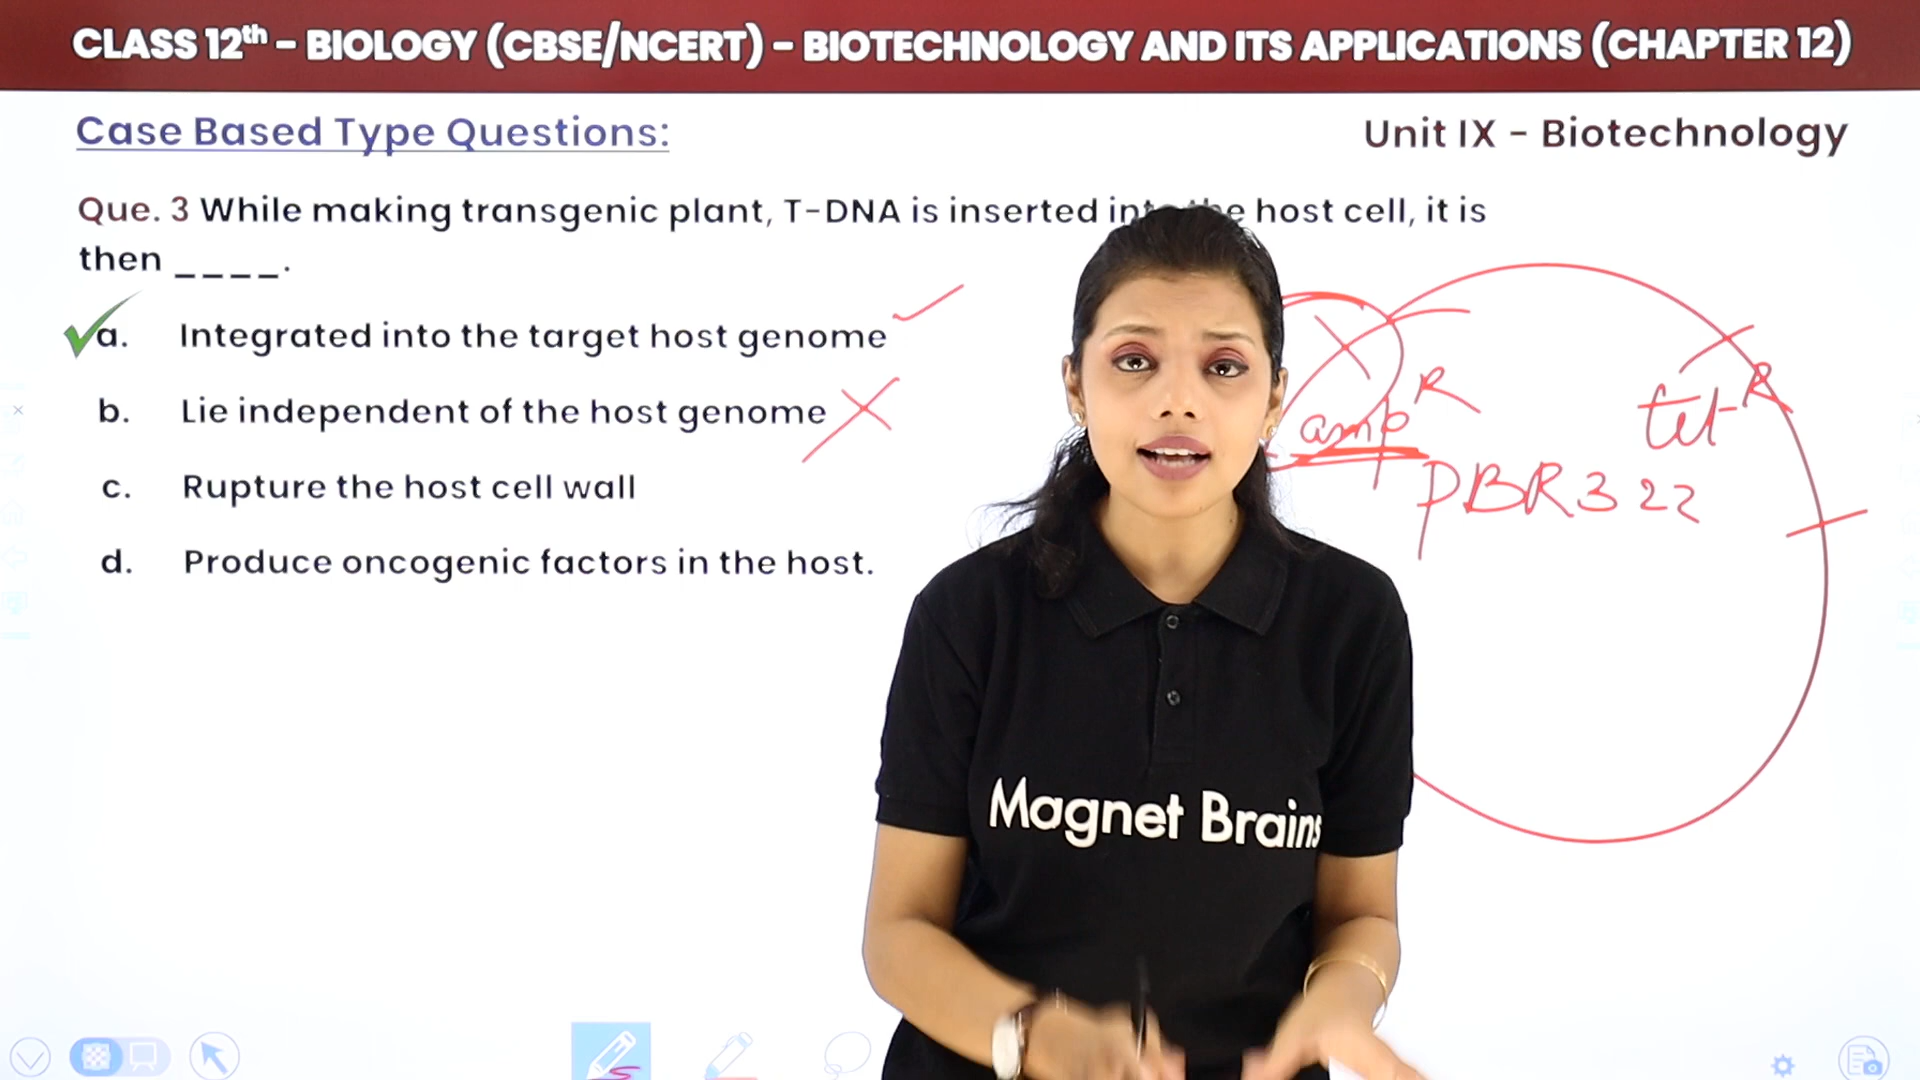 CLASS 12th - BIOLOGY (CBSE/NCERT) - BIOTECHNOLOGY AND ITS APPLICATIONS (CHAPTER 12)
Case Based Type Questions:
Unit IX - Biotechnology
Que. 3 While making transgenic plant, T-DNA is inserted into the host cell, it is
then ____.
a. Integrated into the target host genome
b. Lie independent of the host genome
c. Rupture the host cell wall
d. Produce oncogenic factors in the host.
amp R
tet R
pBR322
Magnet Brains